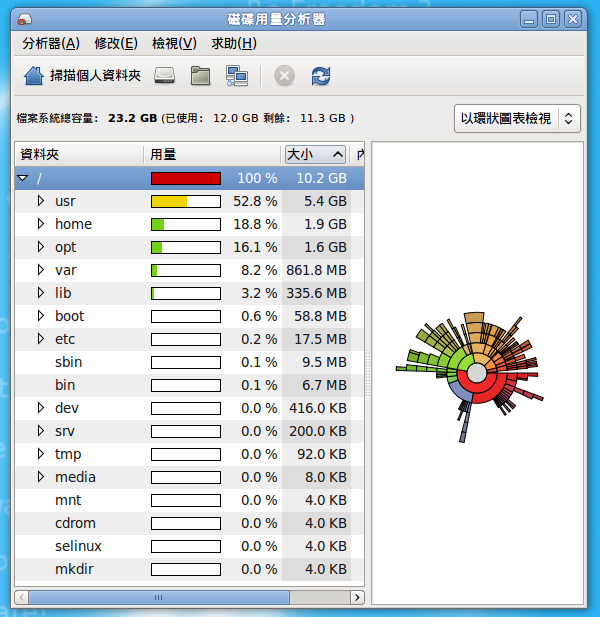 磁碟用量分析器
分析器(A) 修改(E) 檢視(V) 求助(H)
掃描個人資料夾
檔案系統總容量： 23.2 GB (已使用： 12.0 GB 剩餘： 11.3 GB )
以環狀圖表檢視
資料夾 用量 大小
/ 100 % 10.2 GB
usr 52.8 % 5.4 GB
home 18.8 % 1.9 GB
opt 16.1 % 1.6 GB
var 8.2 % 861.8 MB
lib 3.2 % 335.6 MB
boot 0.6 % 58.8 MB
etc 0.2 % 17.5 MB
sbin 0.1 % 9.5 MB
bin 0.1 % 6.7 MB
dev 0.0 % 416.0 KB
srv 0.0 % 200.0 KB
tmp 0.0 % 92.0 KB
media 0.0 % 8.0 KB
mnt 0.0 % 4.0 KB
cdrom 0.0 % 4.0 KB
selinux 0.0 % 4.0 KB
mkdir 0.0 % 4.0 KB